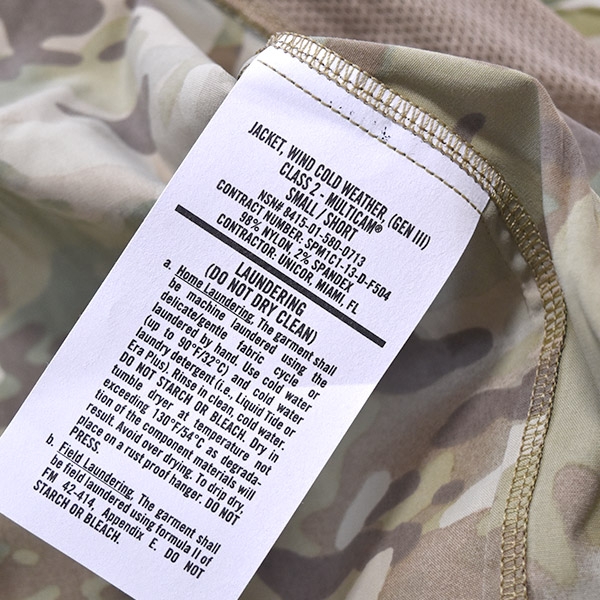 JACKET, WIND COLD WEATHER, (GEN III)
CLASS 2 - MULTICAM®
SMALL / SHORT
NSN# 8415-01-580-0713
CONTRACT NUMBER: SPM1C1-13-D-F504
98% NYLON, 2% SPANDEX
CONTRACTOR: UNICOR, MIAMI, FL
LAUNDERING
(DO NOT DRY CLEAN)
a. Home Laundering. The garment shall
be machine laundered using the
delicate/gentle fabric cycle or
laundered by hand. Use cold water
(up to 90°F/32°C) and cold water
laundry detergent (i.e., Liquid Tide or
Era Plus). Rinse in clean, cold water.
DO NOT STARCH OR BLEACH. Dry in
tumble dryer at temperature not
exceeding 130°F/54°C as degrada-
tion of the component materials will
result. Avoid over drying. To drip dry,
place on a rust proof hanger. DO NOT
PRESS.
b. Field Laundering. The garment shall
be field laundered using formula II of
FM 42-414, Appendix E. DO NOT
STARCH OR BLEACH.